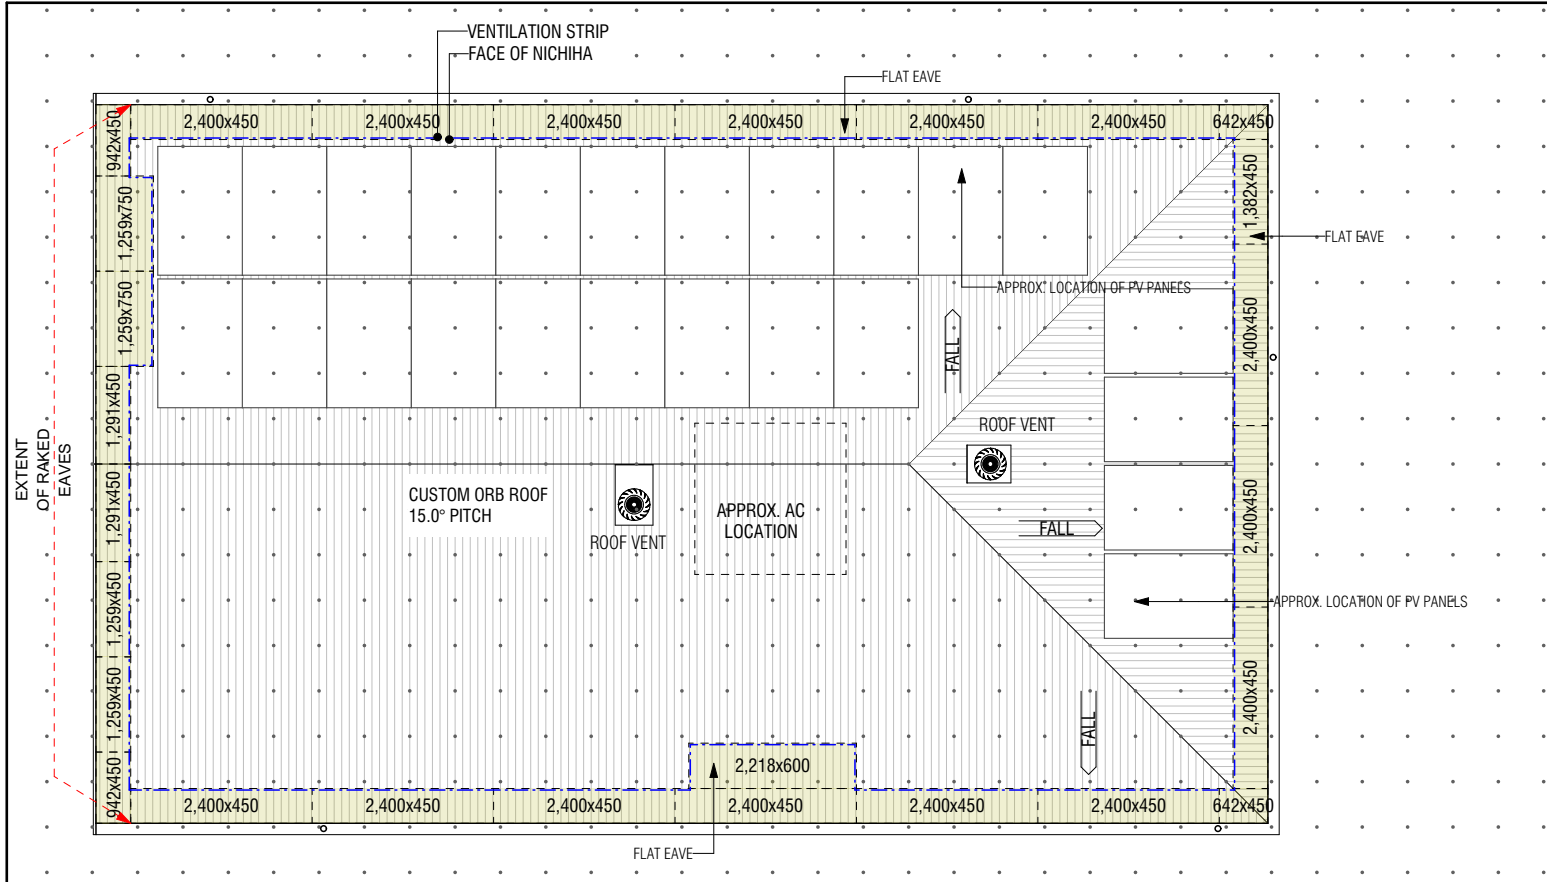 VENTILATION STRIP
FACE OF NICHIHA
FLAT EAVE
2,400x450
2,400x450
2,400x450
2,400x450
2,400x450
2,400x450
642x450
942x450
1,259x750
1,259x750
1,291x450
1,291x450
1,259x450
1,259x450
942x450
EXTENT
OF RAKED
EAVES
1,382x450
FLAT EAVE
2,400x450
2,400x450
2,400x450
APPROX. LOCATION OF PV PANELS
FALL
ROOF VENT
CUSTOM ORB ROOF
15.0° PITCH
ROOF VENT
APPROX. AC
LOCATION
FALL
APPROX. LOCATION OF PV PANELS
FALL
2,218x600
2,400x450
2,400x450
2,400x450
2,400x450
2,400x450
2,400x450
642x450
FLAT EAVE